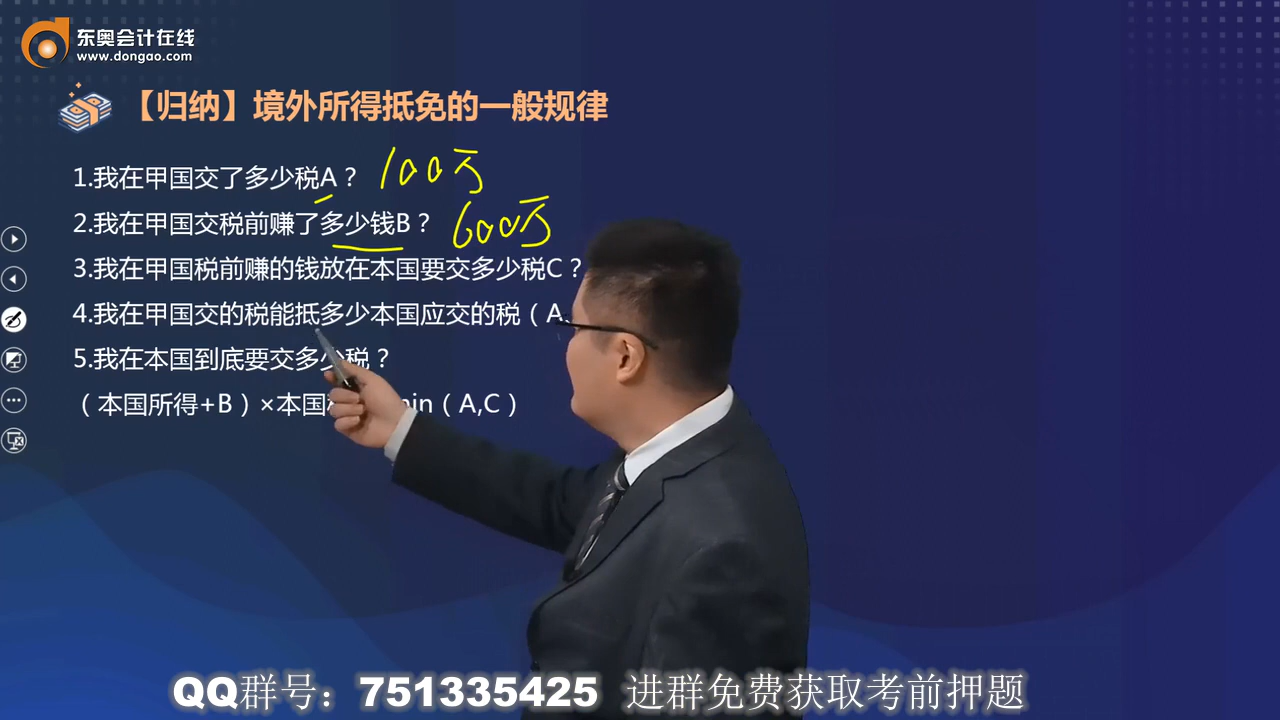 东奥会计在线
www.dongao.com
【归纳】境外所得抵免的一般规律
1.我在甲国交了多少税A？ 100万
2.我在甲国交税前赚了多少钱B？ 600万
3.我在甲国税前赚的钱放在本国要交多少税C？
4.我在甲国交的税能抵多少本国应交的税（A
5.我在本国到底要交多少税？
（本国所得+B）×本国 in（A,C）
QQ群号：751335425 进群免费获取考前押题